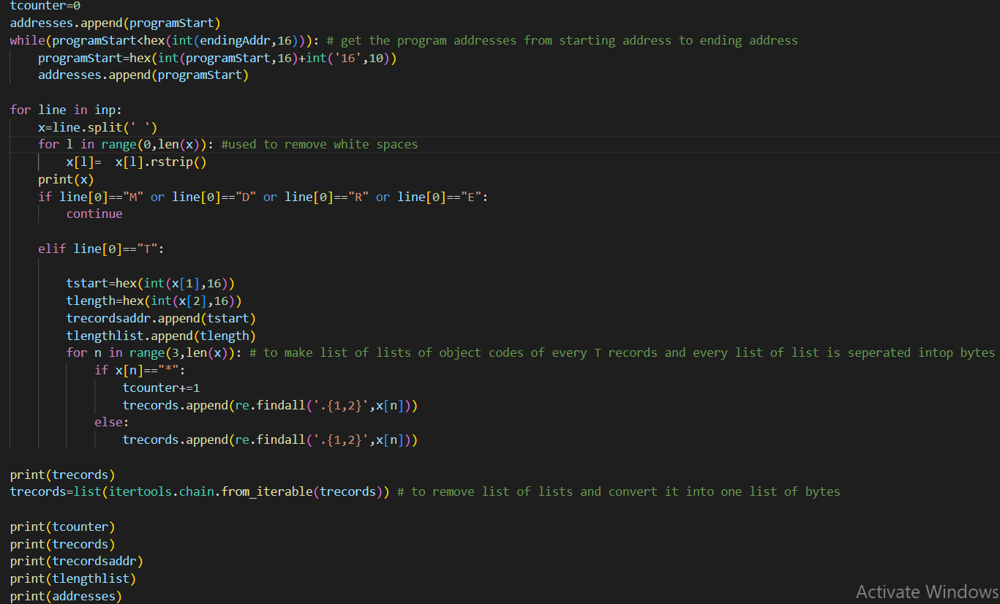 tcounter=0
addresses.append(programStart)
while(programStart<hex(int(endingAddr,16))): # get the program addresses from starting address to ending address
    programStart=hex(int(programStart,16)+int('16',10))
    addresses.append(programStart)

for line in inp:
    x=line.split(' ')
    for l in range(0,len(x)): #used to remove white spaces
        x[l]=  x[l].rstrip()
    print(x)
    if line[0]=="M" or line[0]=="D" or line[0]=="R" or line[0]=="E":
        continue

    elif line[0]=="T":

        tstart=hex(int(x[1],16))
        tlength=hex(int(x[2],16))
        trecordsaddr.append(tstart)
        tlengthlist.append(tlength)
        for n in range(3,len(x)): # to make list of lists of object codes of every T records and every list of list is seperated intop bytes
            if x[n]=="*":
                tcounter+=1
                trecords.append(re.findall('.{1,2}',x[n]))
            else:
                trecords.append(re.findall('.{1,2}',x[n]))

print(trecords)
trecords=list(itertools.chain.from_iterable(trecords)) # to remove list of lists and convert it into one list of bytes

print(tcounter)
print(trecords)
print(trecordsaddr)
print(tlengthlist)
print(addresses)
Activate Windows